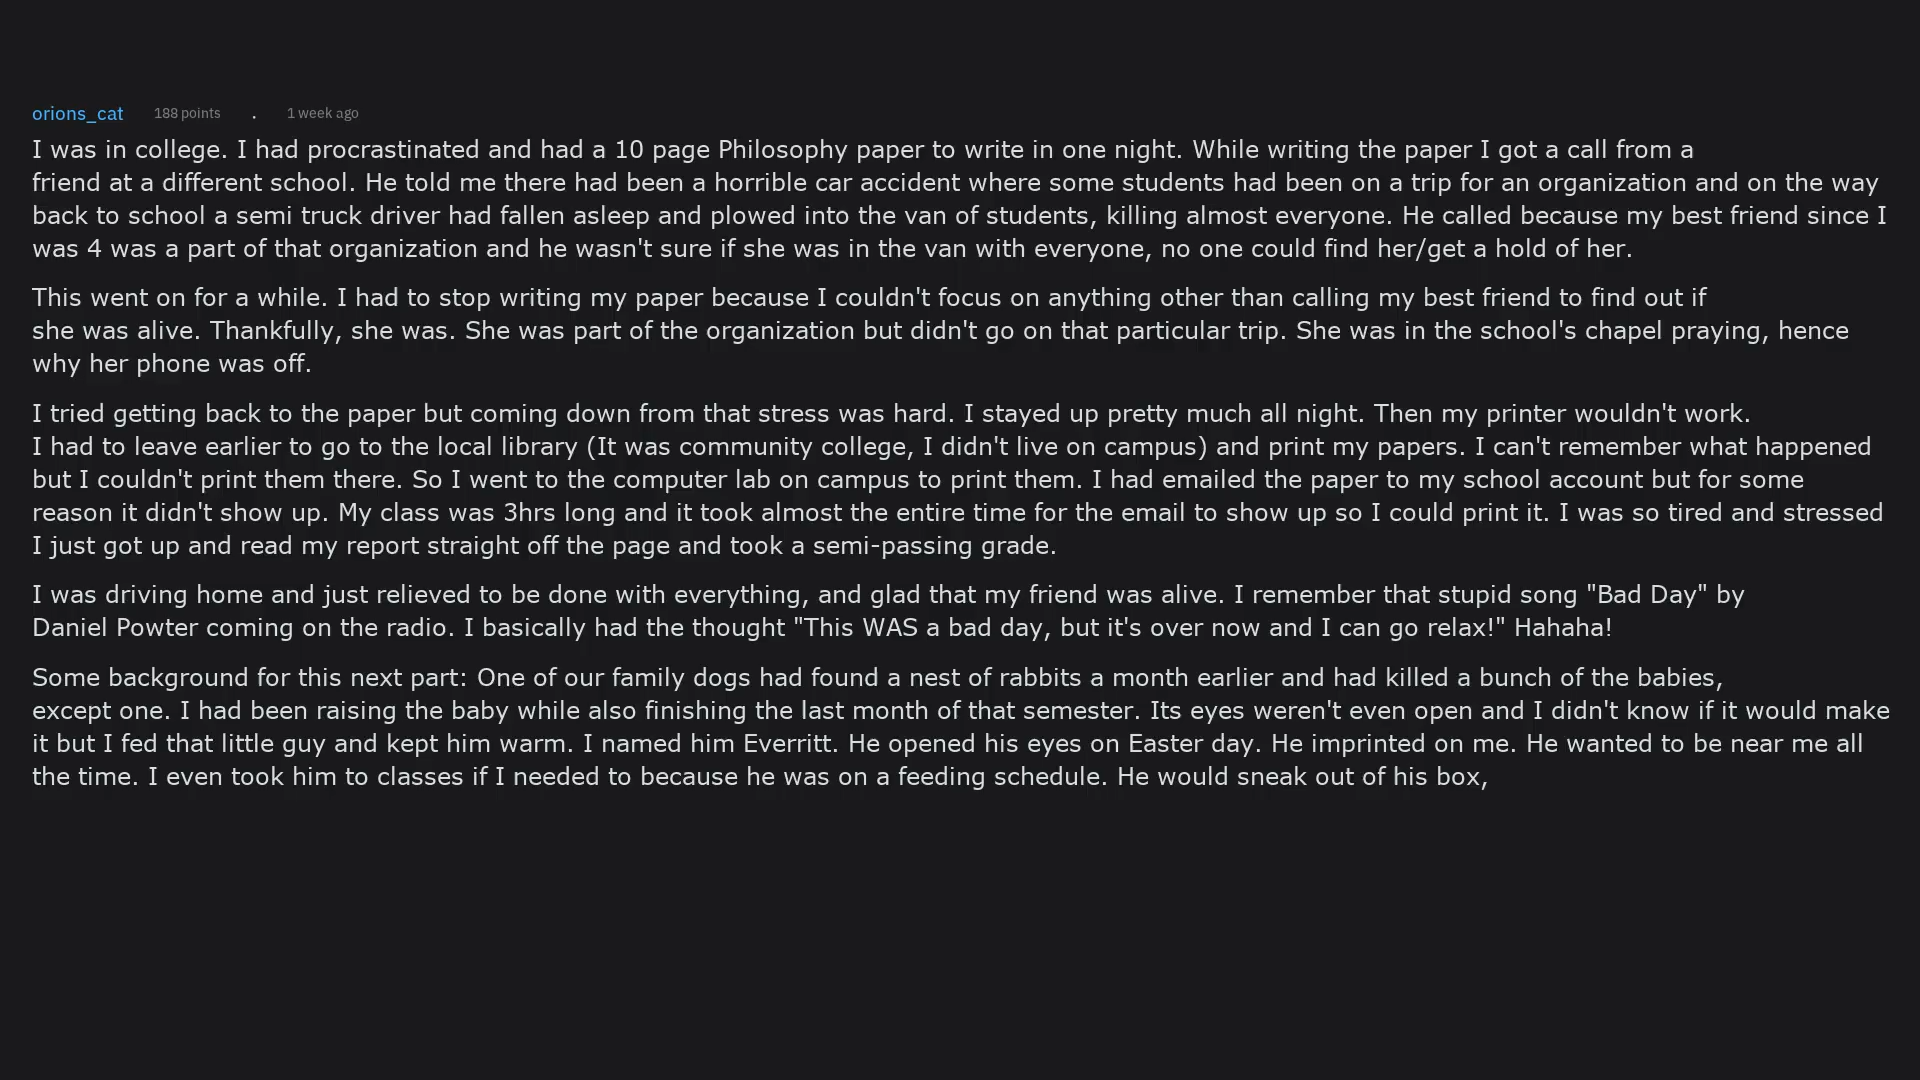 orions_cat 188 points . 1 week ago
I was in college. I had procrastinated and had a 10 page Philosophy paper to write in one night. While writing the paper I got a call from a
friend at a different school. He told me there had been a horrible car accident where some students had been on a trip for an organization and on the way
back to school a semi truck driver had fallen asleep and plowed into the van of students, killing almost everyone. He called because my best friend since I
was 4 was a part of that organization and he wasn't sure if she was in the van with everyone, no one could find her/get a hold of her.
This went on for a while. I had to stop writing my paper because I couldn't focus on anything other than calling my best friend to find out if
she was alive. Thankfully, she was. She was part of the organization but didn't go on that particular trip. She was in the school's chapel praying, hence
why her phone was off.
I tried getting back to the paper but coming down from that stress was hard. I stayed up pretty much all night. Then my printer wouldn't work.
I had to leave earlier to go to the local library (It was community college, I didn't live on campus) and print my papers. I can't remember what happened
but I couldn't print them there. So I went to the computer lab on campus to print them. I had emailed the paper to my school account but for some
reason it didn't show up. My class was 3hrs long and it took almost the entire time for the email to show up so I could print it. I was so tired and stressed
I just got up and read my report straight off the page and took a semi-passing grade.
I was driving home and just relieved to be done with everything, and glad that my friend was alive. I remember that stupid song "Bad Day" by
Daniel Powter coming on the radio. I basically had the thought "This WAS a bad day, but it's over now and I can go relax!" Hahaha!
Some background for this next part: One of our family dogs had found a nest of rabbits a month earlier and had killed a bunch of the babies,
except one. I had been raising the baby while also finishing the last month of that semester. Its eyes weren't even open and I didn't know if it would make
it but I fed that little guy and kept him warm. I named him Everritt. He opened his eyes on Easter day. He imprinted on me. He wanted to be near me all
the time. I even took him to classes if I needed to because he was on a feeding schedule. He would sneak out of his box,